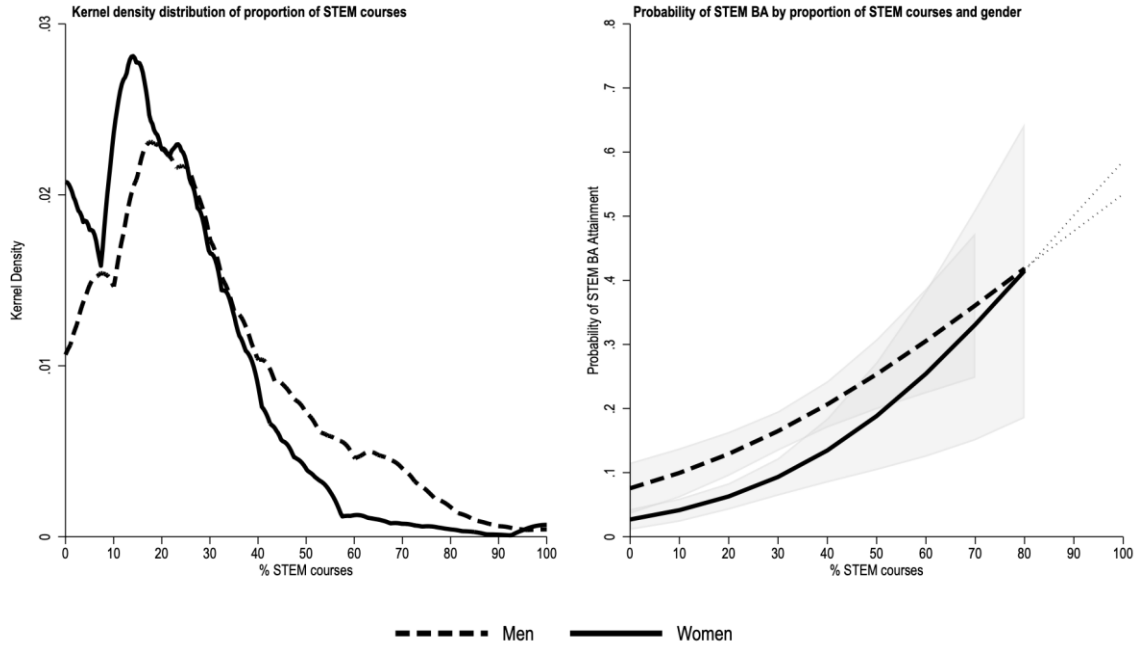 Kernel density distribution of proportion of STEM courses
.03
.02
.01
0
Kernel Density
0 10 20 30 40 50 60 70 80 90 100
% STEM courses
Probability of STEM BA by proportion of STEM courses and gender
.8
.7
.6
.5
.4
.3
.2
.1
0
Probability of STEM BA Attainment
0 10 20 30 40 50 60 70 80 90 100
% STEM courses
Men Women